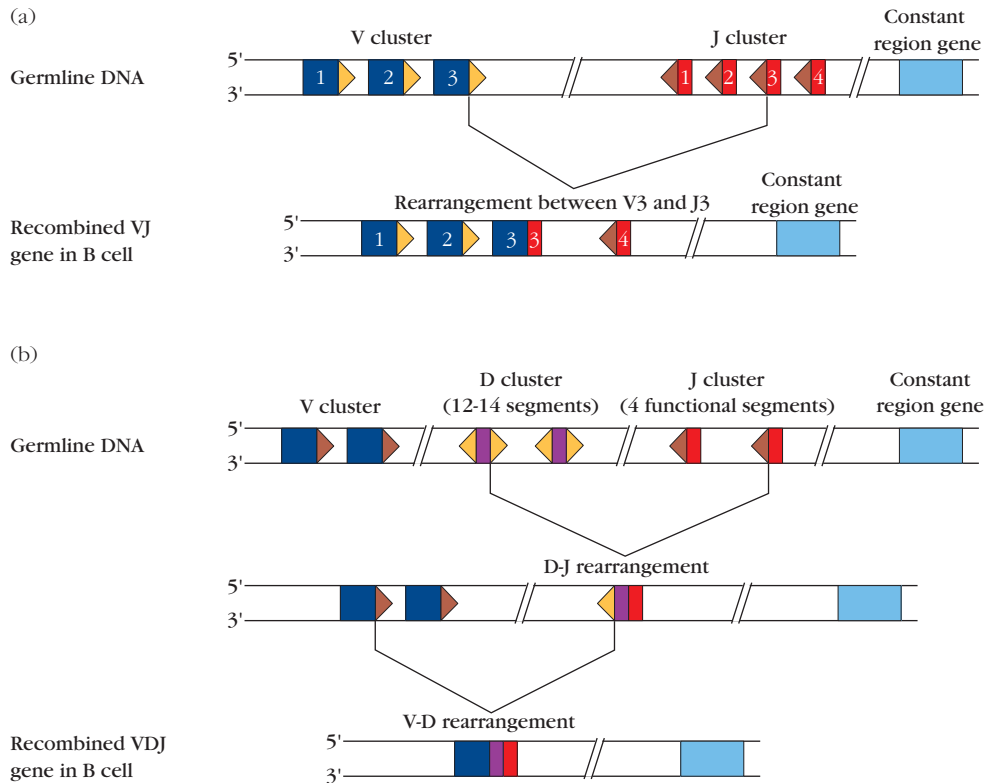 (a)
V cluster
J cluster
Constant
region gene
Germline DNA
5'
3'
1 2 3 1 2 3 4
Rearrangement between V3 and J3
Constant
region gene
Recombined VJ
gene in B cell
5'
3'
1 2 3 3 4
(b)
V cluster
D cluster
(12-14 segments)
J cluster
(4 functional segments)
Constant
region gene
Germline DNA
5'
3'
D-J rearrangement
5'
3'
V-D rearrangement
Recombined VDJ
gene in B cell
5'
3'